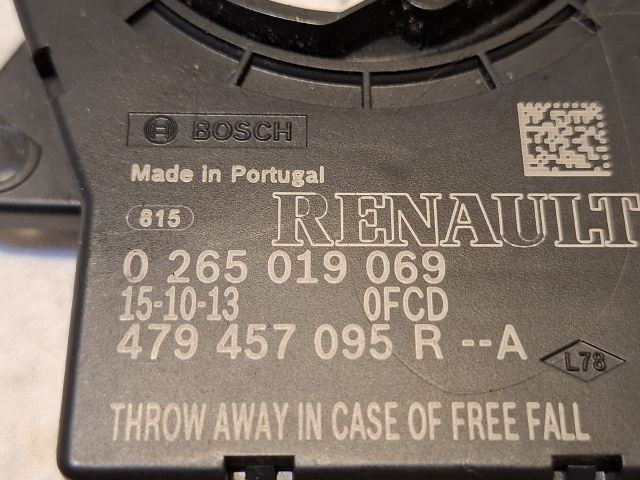 BOSCH
Made in Portugal
815
RENAULT
0 265 019 069
15-10-13 0FCD
479 457 095 R --A
L78
THROW AWAY IN CASE OF FREE FALL